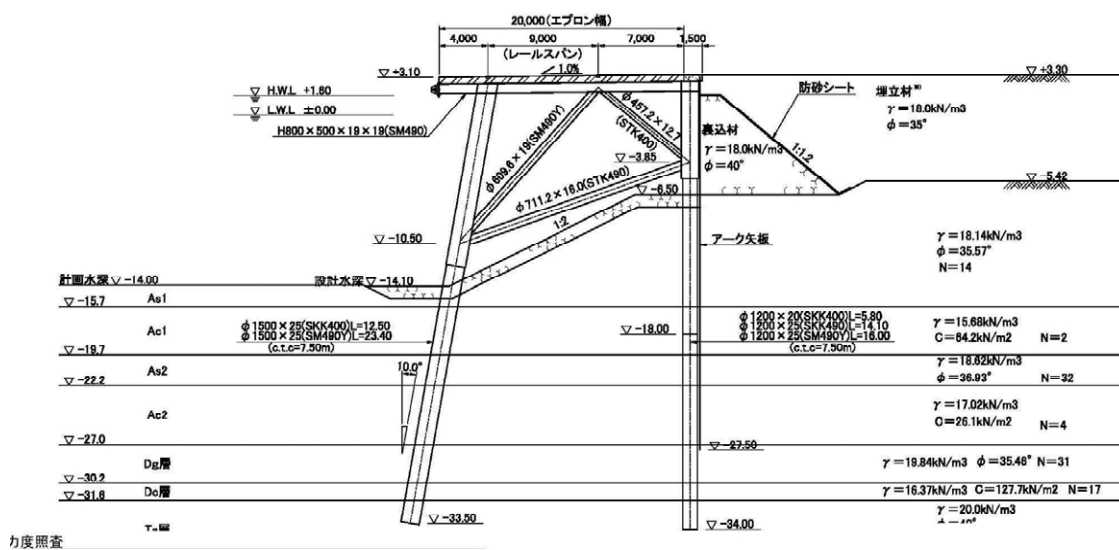 20,000(エプロン幅)
4,000
9,000
7,000
1,500
(レールスパン)
1.0%
▽ +3.10
▽ +3.30
▽ H.W.L +1.60
▽ L.W.L ±0.00
H800×500×19×19(SM490)
防砂シート
埋立材
γ=18.0kN/m3
φ=35°
φ457.2×12.7
(STK400)
φ609.6×19(SM490Y)
φ711.2×16.0(STK490)
裏込材
γ=18.0kN/m3
φ=40°
1:1.2
▽ -3.85
▽ -5.42
▽ -6.50
1:2
▽ -10.50
アーク矢板
γ=18.14kN/m3
φ=35.57°
N=14
計画水深 ▽ -14.00
設計水深 ▽ -14.10
▽ -15.7
As1
Ac1
φ1500×25(SKK400)L=12.50
φ1500×25(SM490Y)L=23.40
(c.t.c=7.50m)
▽ -18.00
φ1200×20(SKK400)L=5.80
φ1200×25(SKK490)L=14.10
φ1200×25(SM490Y)L=16.00
(c.t.c=7.50m)
γ=15.68kN/m3
C=64.2kN/m2 N=2
▽ -19.7
As2
10.0°
γ=18.62kN/m3
φ=36.93° N=32
▽ -22.2
Ac2
γ=17.02kN/m3
C=26.1kN/m2 N=4
▽ -27.0
▽ -27.50
Dg層
γ=19.84kN/m3 φ=35.46° N=31
▽ -30.2
Dc層
γ=16.37kN/m3 C=127.7kN/m2 N=17
▽ -31.6
γ=20.0kN/m3
▽ -33.50
▽ -34.00
力度照査